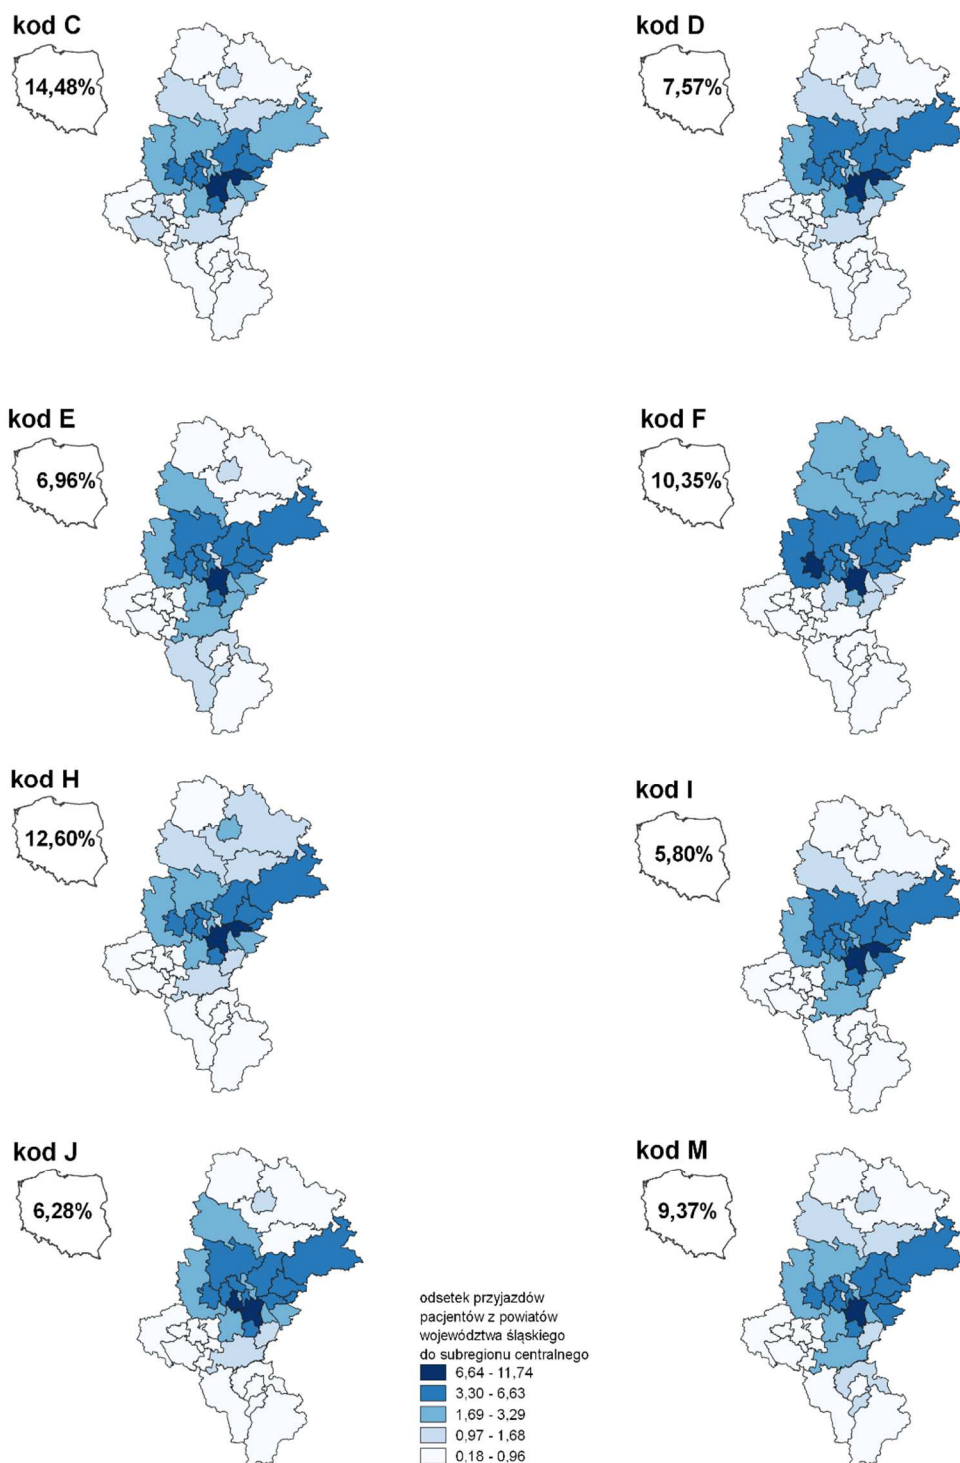 kod C
14,48%
kod D
7,57%
kod E
6,96%
kod F
10,35%
kod H
12,60%
kod I
5,80%
kod J
6,28%
kod M
9,37%
odsetek przyjazdów
pacjentów z powiatów
województwa śląskiego
do subregionu centralnego
6,64 - 11,74
3,30 - 6,63
1,69 - 3,29
0,97 - 1,68
0,18 - 0,96